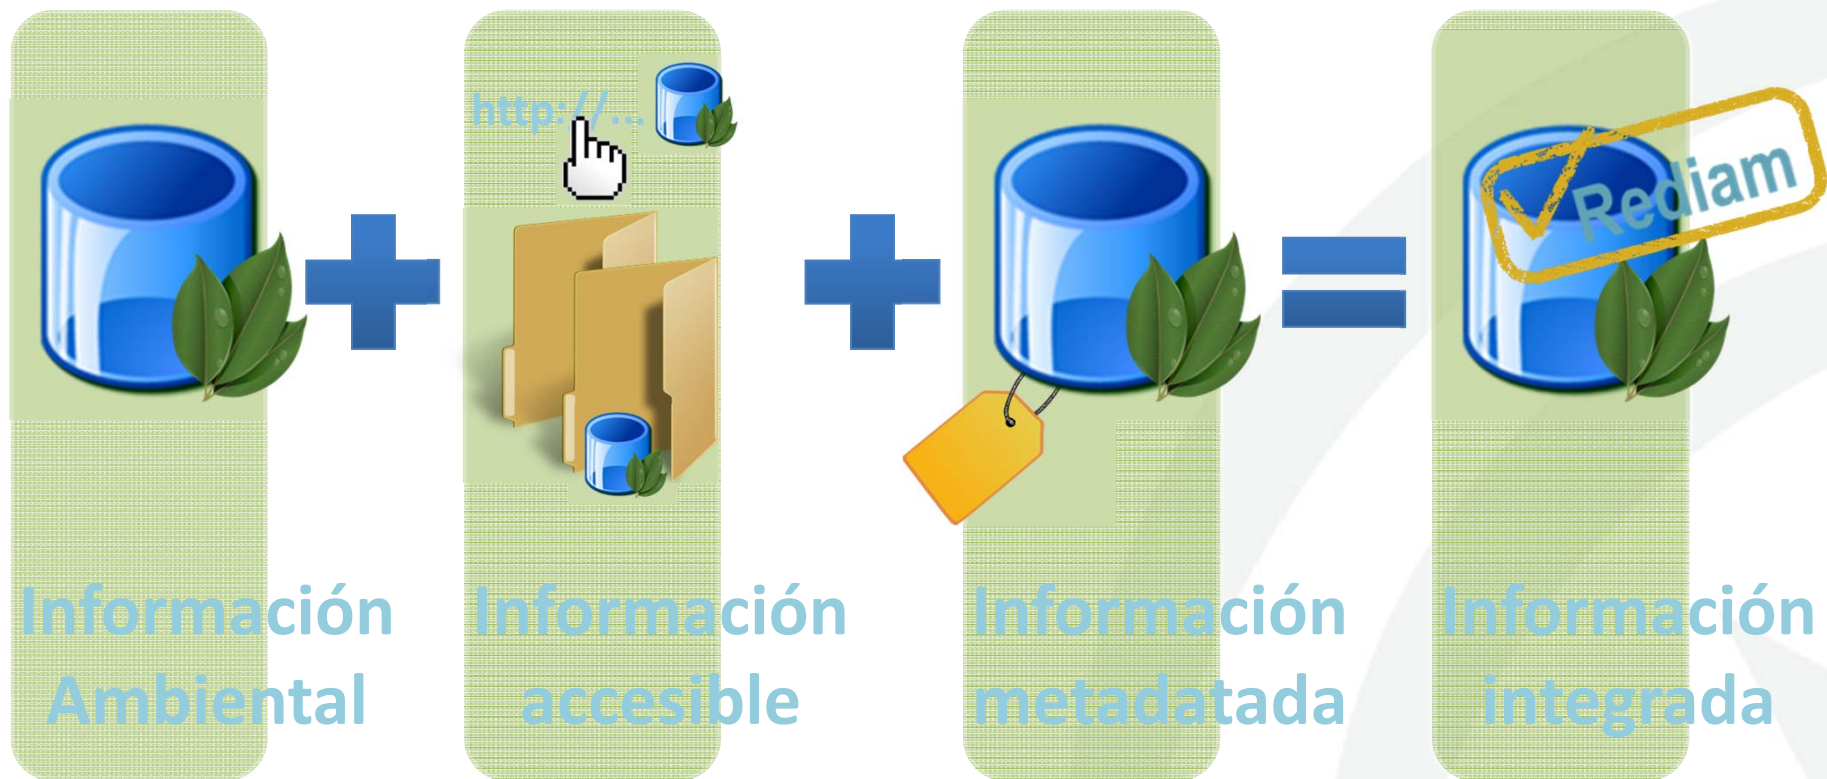 http://...
Rediam
Información
Ambiental
Información
accesible
Información
metadatada
Información
integrada